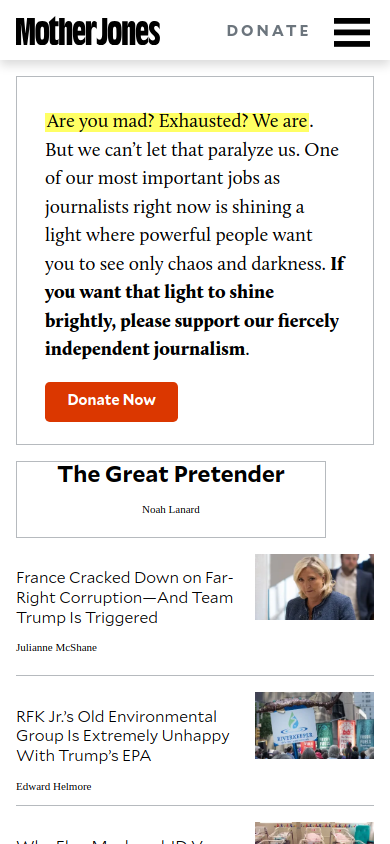 Mother Jones
DONATE
Are you mad? Exhausted? We are.
But we can’t let that paralyze us. One
of our most important jobs as
journalists right now is shining a
light where powerful people want
you to see only chaos and darkness. If
you want that light to shine
brightly, please support our fiercely
independent journalism.
Donate Now
The Great Pretender
Noah Lanard
France Cracked Down on Far-
Right Corruption—And Team
Trump Is Triggered
Julianne McShane
RFK Jr.’s Old Environmental
Group Is Extremely Unhappy
With Trump’s EPA
RIVERKEEPER
Edward Helmore